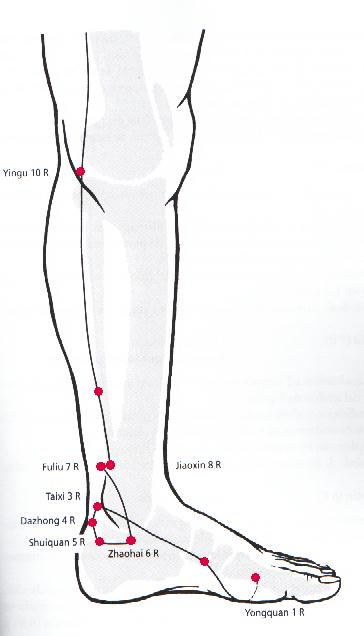 Yingu 10 R
Fuliu 7 R
Jiaoxin 8 R
Taixi 3 R
Dazhong 4 R
Shuiquan 5 R
Zhaohai 6 R
Yongquan 1 R